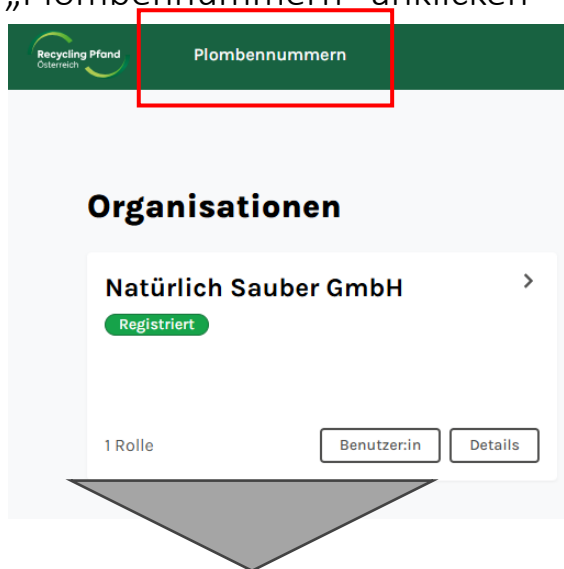 „Plombennummern“ anklicken
Recycling Pfand
Österreich
Plombennummern
Organisationen
Natürlich Sauber GmbH
Registriert
1 Rolle
Benutzer:in
Details